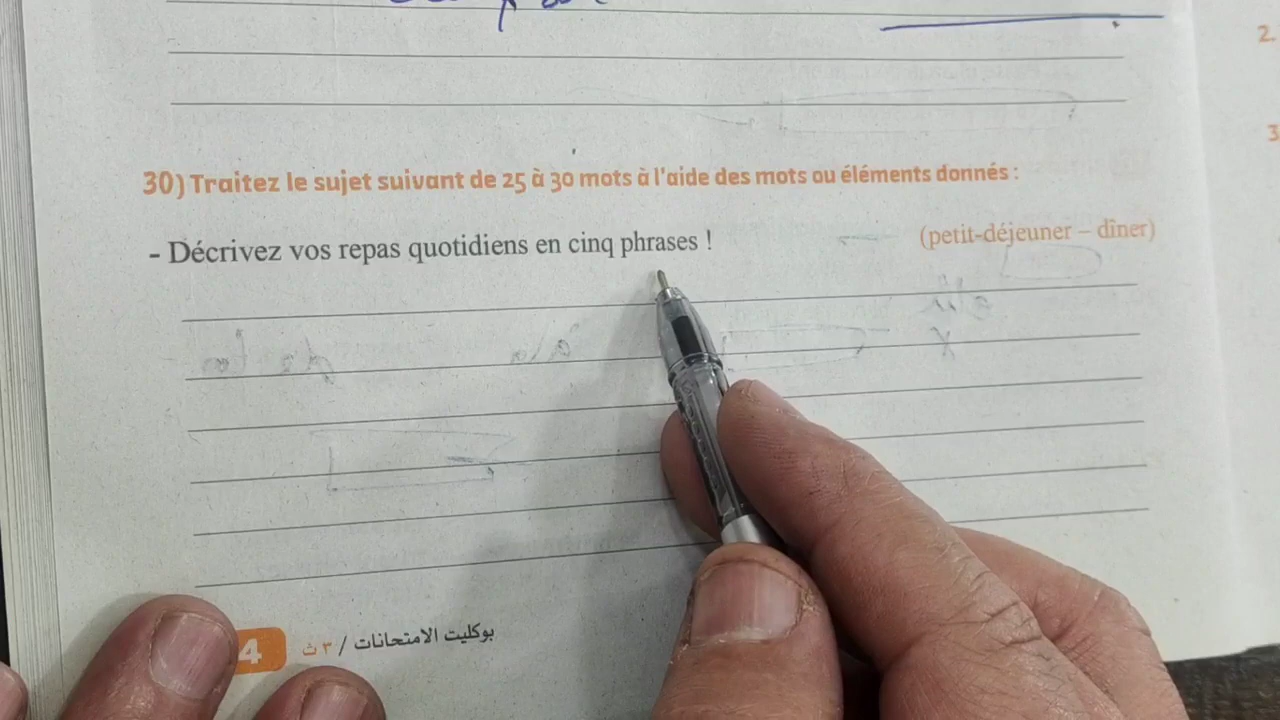 30) Traitez le sujet suivant de 25 à 30 mots à l'aide des mots ou éléments donnés :
- Décrivez vos repas quotidiens en cinq phrases ! (petit-déjeuner – dîner)
4 بوكليت الامتحانات / ٣ ث
2.
3